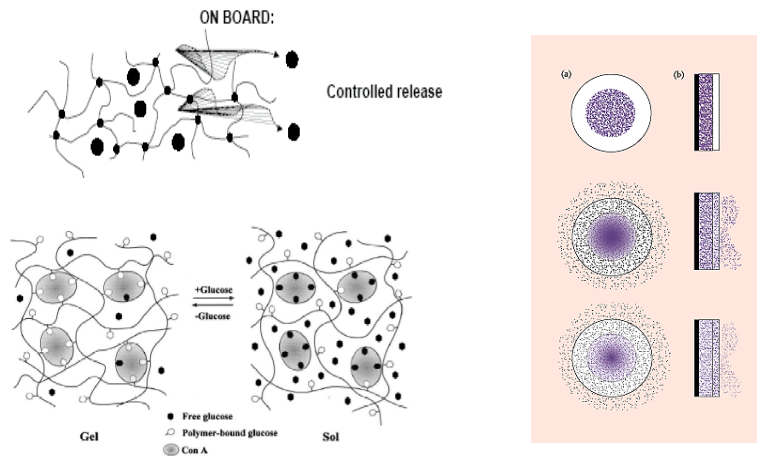 ON BOARD:
Controlled release
+Glucose
-Glucose
Free glucose
Polymer-bound glucose
Con A
Gel
Sol
(a)
(b)